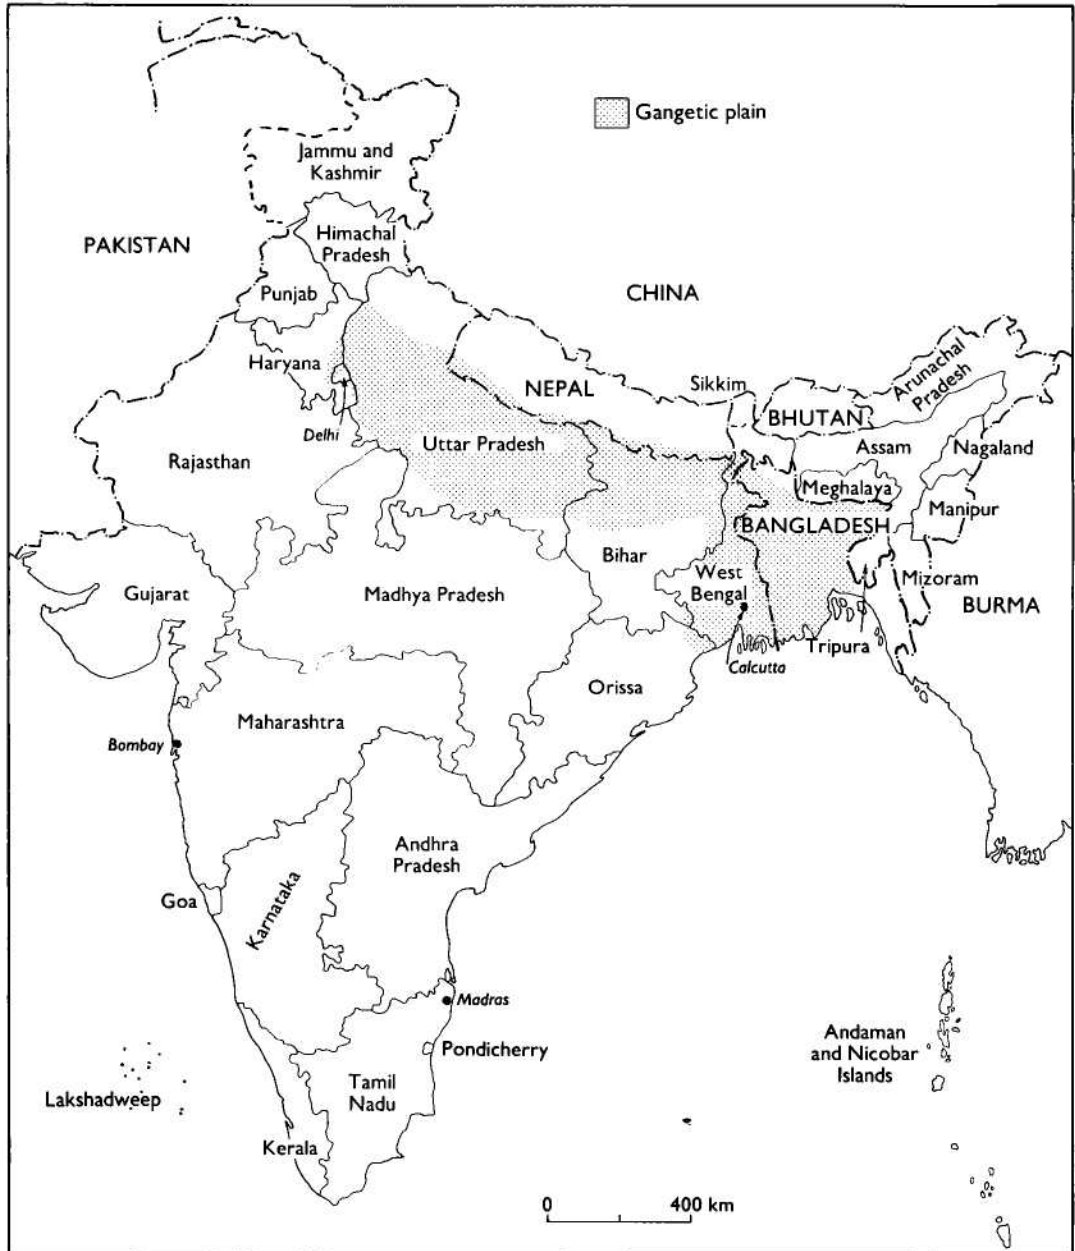 Gangetic plain
Jammu and
Kashmir
PAKISTAN
Himachal
Pradesh
Punjab
CHINA
Haryana
NEPAL
Sikkim
Arunachal
Pradesh
BHUTAN
Delhi
Uttar Pradesh
Assam
Nagaland
Rajasthan
Meghalaya
Manipur
BANGLADESH
Bihar
West
Bengal
Mizoram
Gujarat
Madhya Pradesh
BURMA
Tripura
Calcutta
Orissa
Maharashtra
Bombay
Andhra
Pradesh
Goa
Karnataka
Madras
Pondicherry
Andaman
and Nicobar
Islands
Tamil
Nadu
Lakshadweep
Kerala
0 400 km